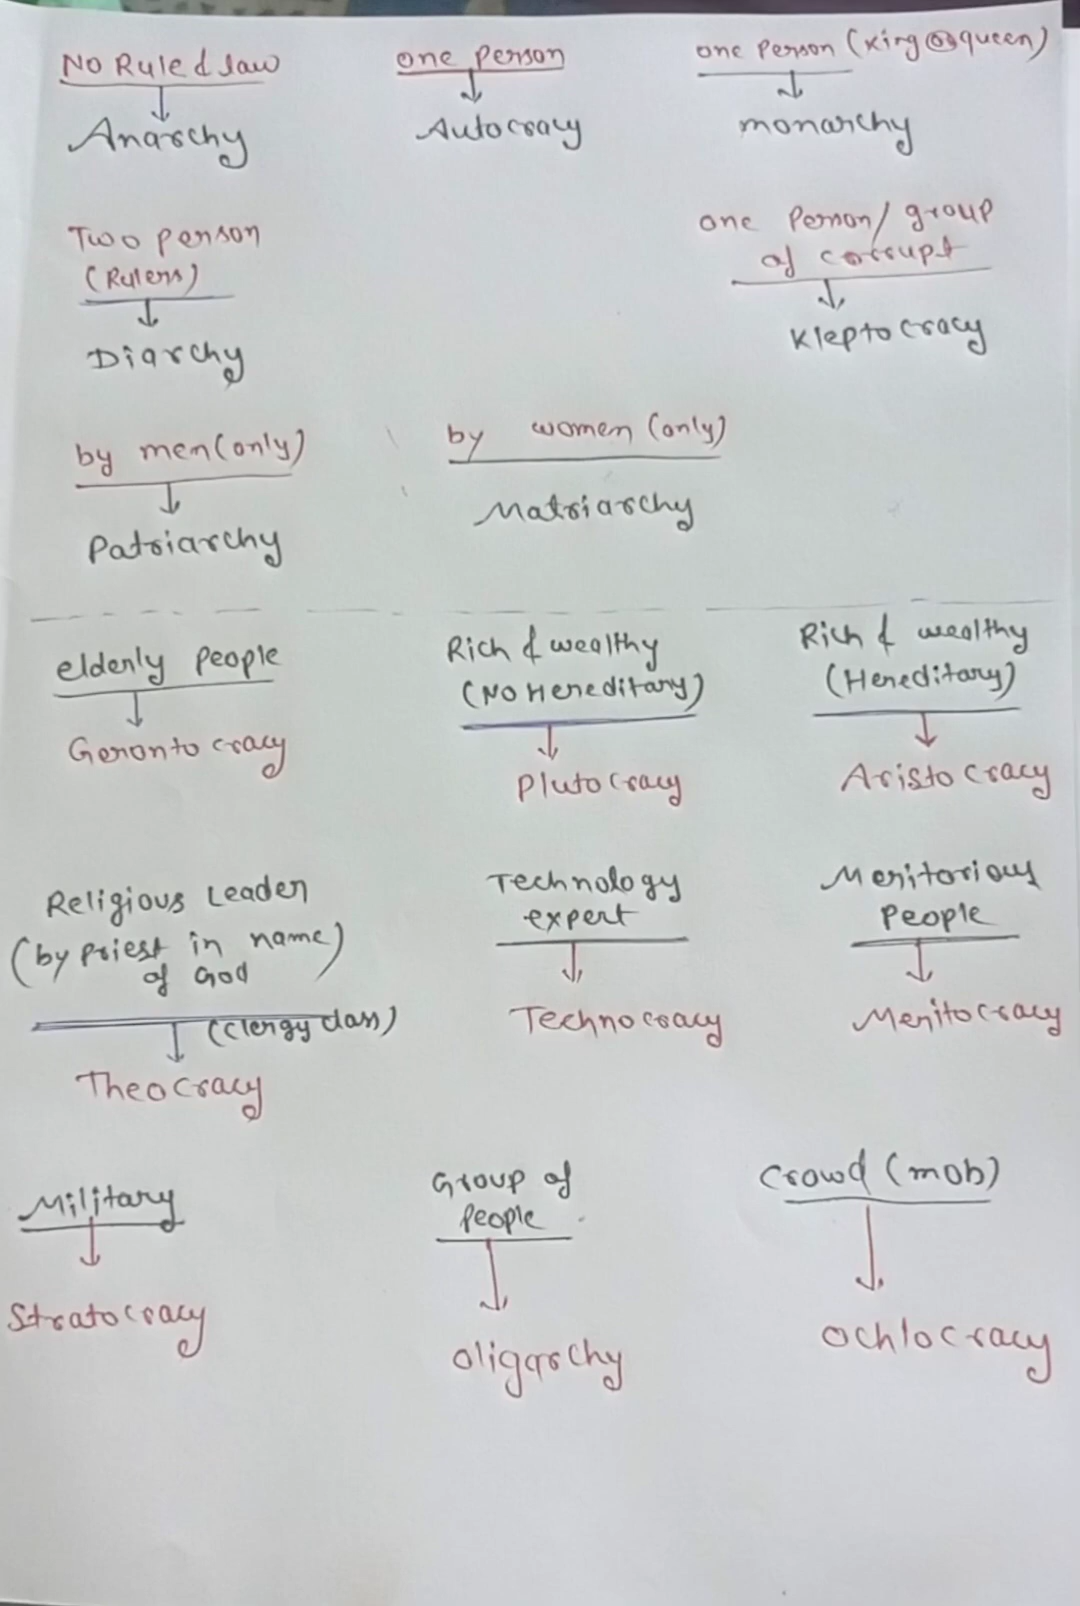 No Rule & law
Anarchy
one person
Autocracy
one Person (King or queen)
monarchy
Two person
(Rulers)
Diarchy
one Person/ group
of corrupt
Kleptocracy
by men (only)
Patriarchy
by women (only)
Matriarchy
elderly People
Gerontocracy
Rich & wealthy
(No Hereditary)
Plutocracy
Rich & wealthy
(Hereditary)
Aristocracy
Religious Leader
(by Priest in name
of God)
(clergy class)
Theocracy
Technology
expert
Technocracy
Meritorious
People
Meritocracy
Military
Stratocracy
Group of
People
Oligarchy
Crowd (mob)
Ochlocracy